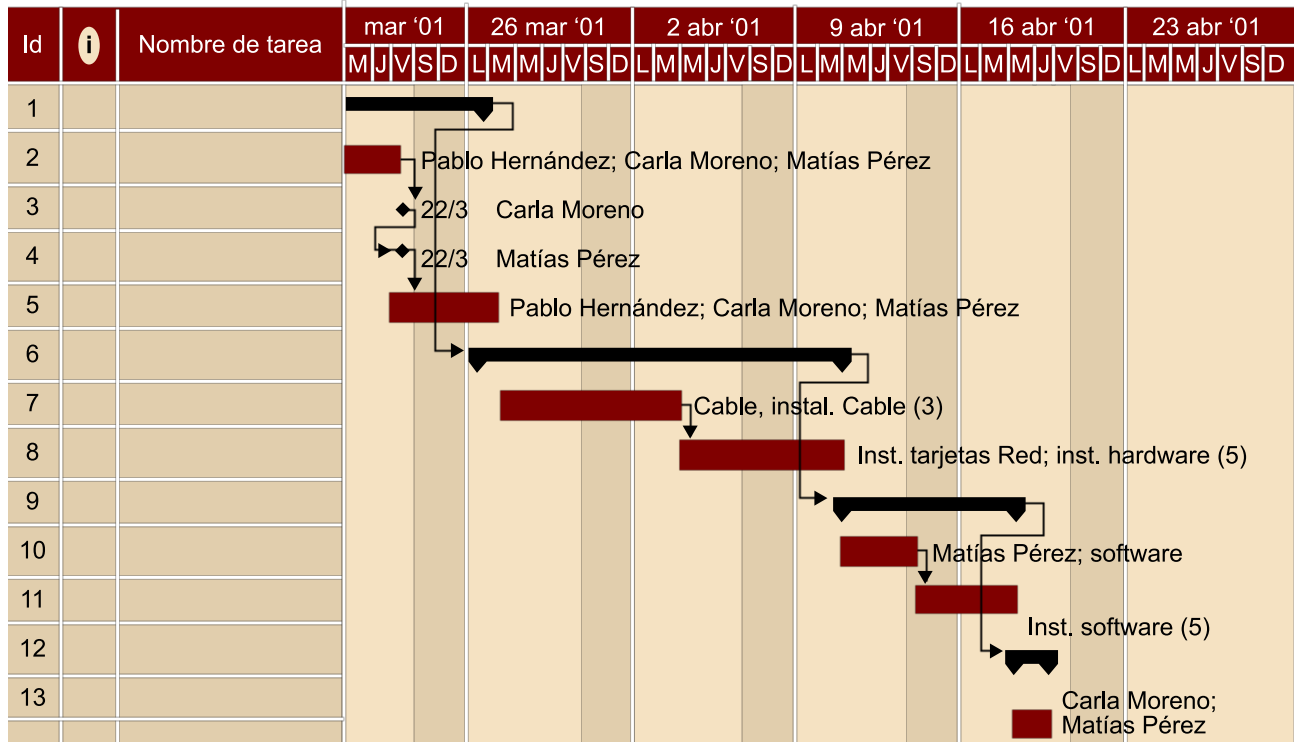 Id i Nombre de tarea mar ‘01 26 mar ‘01 2 abr ‘01 9 abr ‘01 16 abr ‘01 23 abr ‘01
M J V S D L M M J V S D L M M J V S D L M M J V S D L M M J V S D L M M J V S D
1
2 Pablo Hernández; Carla Moreno; Matías Pérez
3 22/3 Carla Moreno
4 22/3 Matías Pérez
5 Pablo Hernández; Carla Moreno; Matías Pérez
6
7 Cable, instal. Cable (3)
8 Inst. tarjetas Red; inst. hardware (5)
9
10 Matías Pérez; software
11
Inst. software (5)
12
13 Carla Moreno;
Matías Pérez